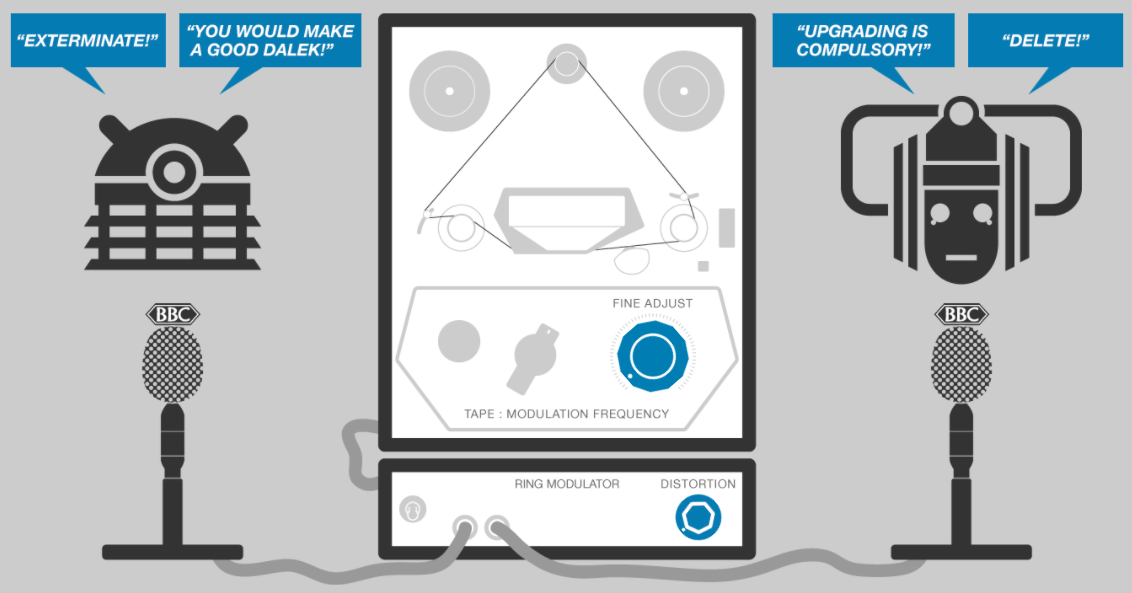 “EXTERMINATE!”
“YOU WOULD MAKE
A GOOD DALEK!”
“UPGRADING IS
COMPULSORY!”
“DELETE!”
BBC
FINE ADJUST
TAPE : MODULATION FREQUENCY
BBC
RING MODULATOR
DISTORTION